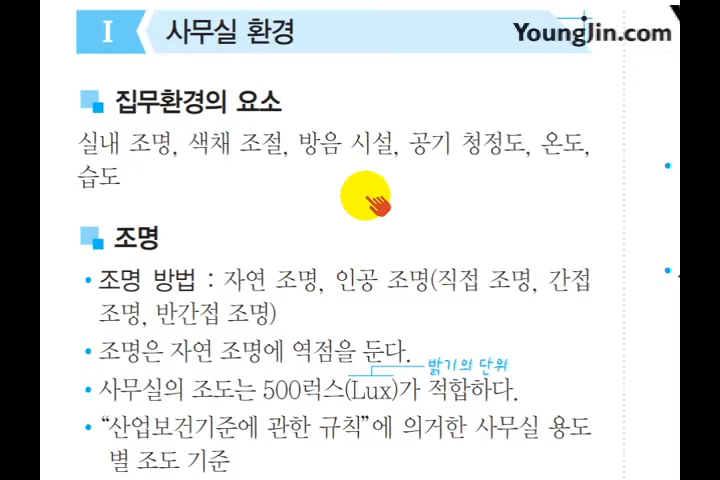 I 사무실 환경
YoungJin.com
집무환경의 요소
실내 조명, 색채 조절, 방음 시설, 공기 청정도, 온도,
습도
조명
• 조명 방법 : 자연 조명, 인공 조명(직접 조명, 간접
조명, 반간접 조명)
• 조명은 자연 조명에 역점을 둔다.
밝기의 단위
• 사무실의 조도는 500럭스(Lux)가 적합하다.
• “산업보건기준에 관한 규칙”에 의거한 사무실 용도
별 조도 기준